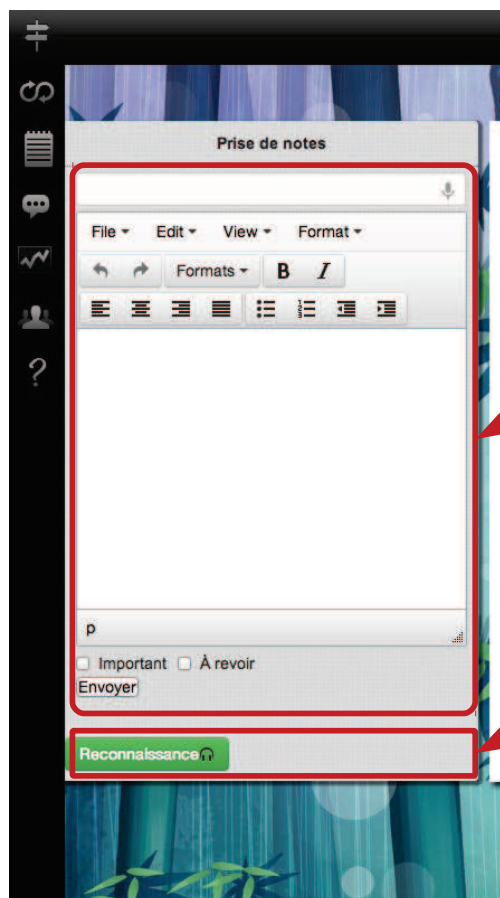 Prise de notes
File Edit View Format
Formats B I
p
Important À revoir
Envoyer
Reconnaissance